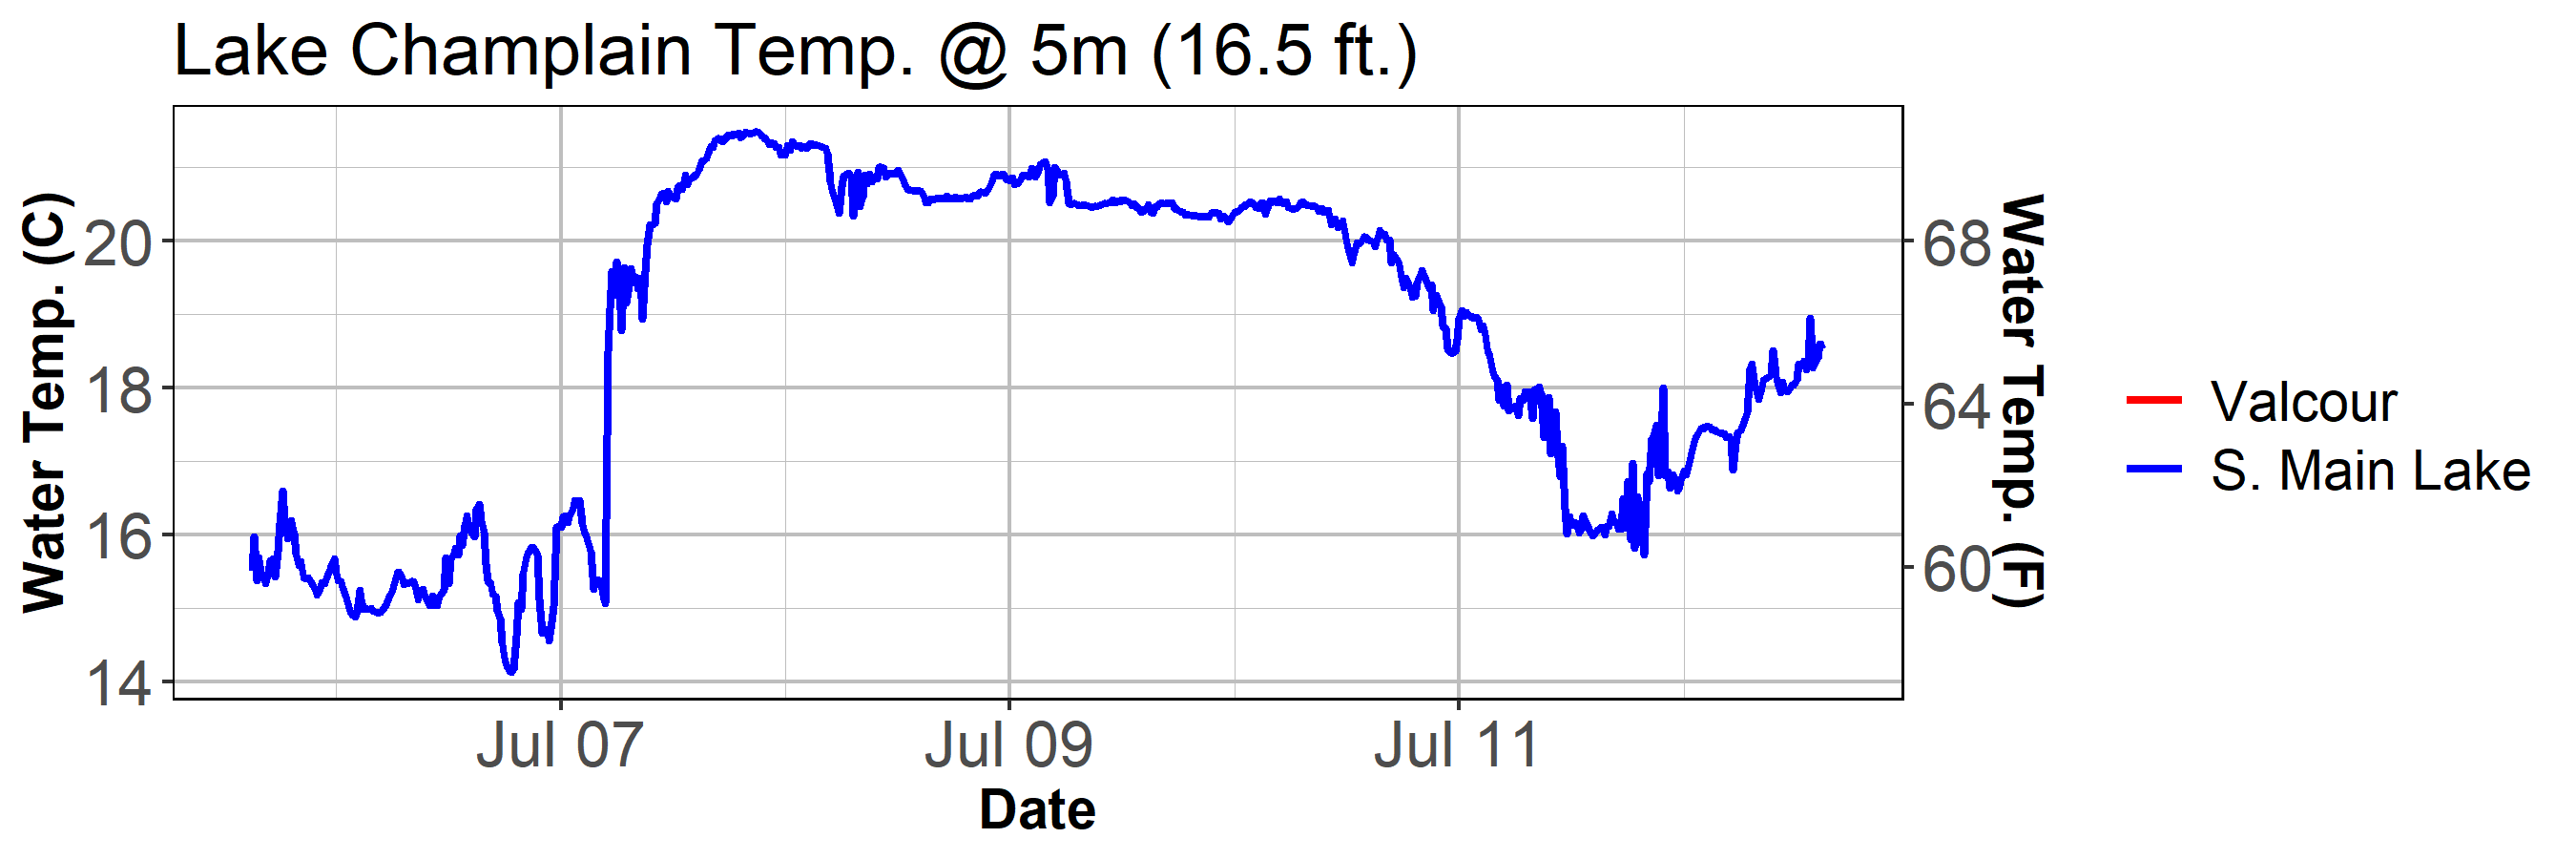 Lake Champlain Temp. @ 5m (16.5 ft.)
Water Temp. (C)
20
18
16
14
68
64
60
Water Temp. (F)
Valcour
S. Main Lake
Jul 07
Jul 09
Jul 11
Date